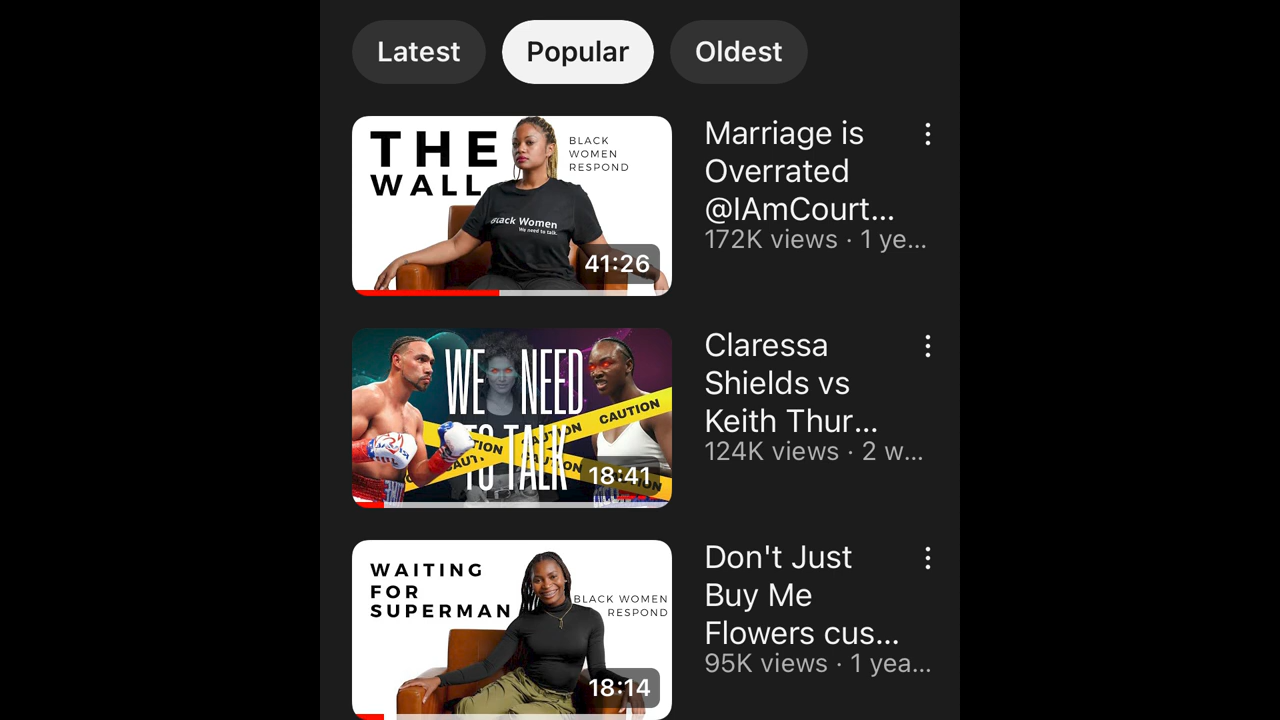 Latest Popular Oldest
THE
WALL
BLACK
WOMEN
RESPOND
Black Women
We need to talk.
41:26
Marriage is
Overrated
@IAmCourt...
172K views · 1 ye...
WE NEED
TO TALK
CAUTION
CAUTION
CAUTION
18:41
Claressa
Shields vs
Keith Thur...
124K views · 2 w...
WAITING
FOR
SUPERMAN
BLACK WOMEN
RESPOND
18:14
Don't Just
Buy Me
Flowers cus...
95K views · 1 yea...